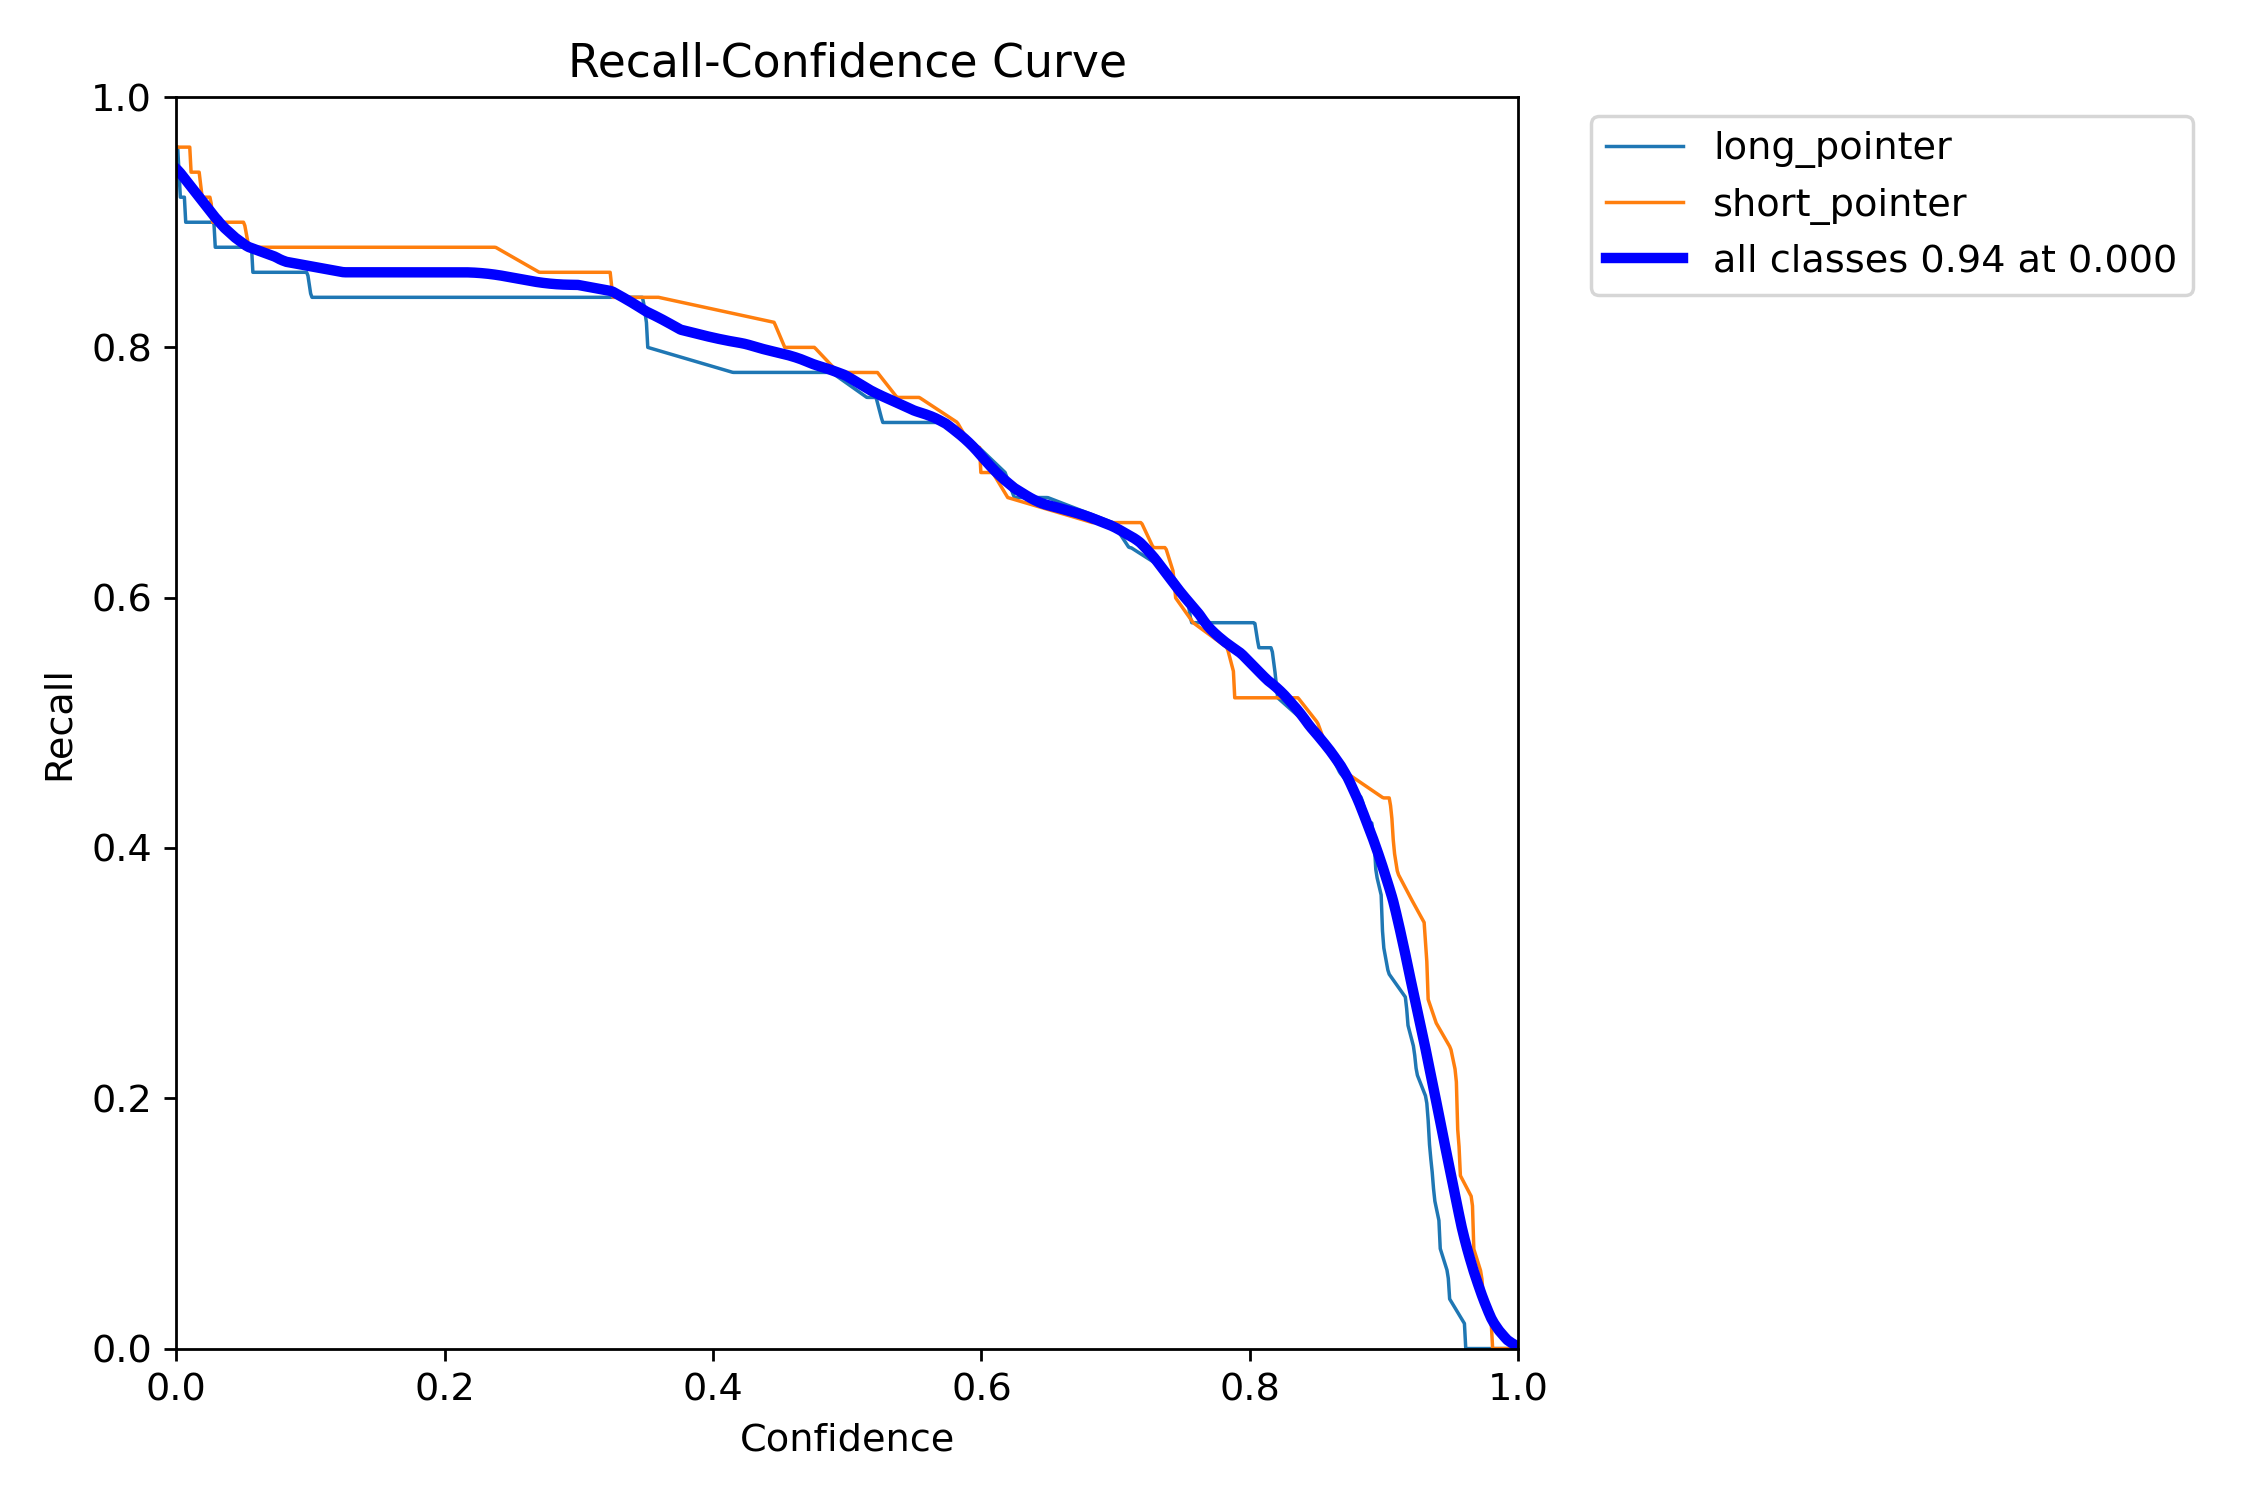 Recall-Confidence Curve
1.0
0.8
0.6
0.4
0.2
0.0
Recall
0.0 0.2 0.4 0.6 0.8 1.0
Confidence
long_pointer
short_pointer
all classes 0.94 at 0.000